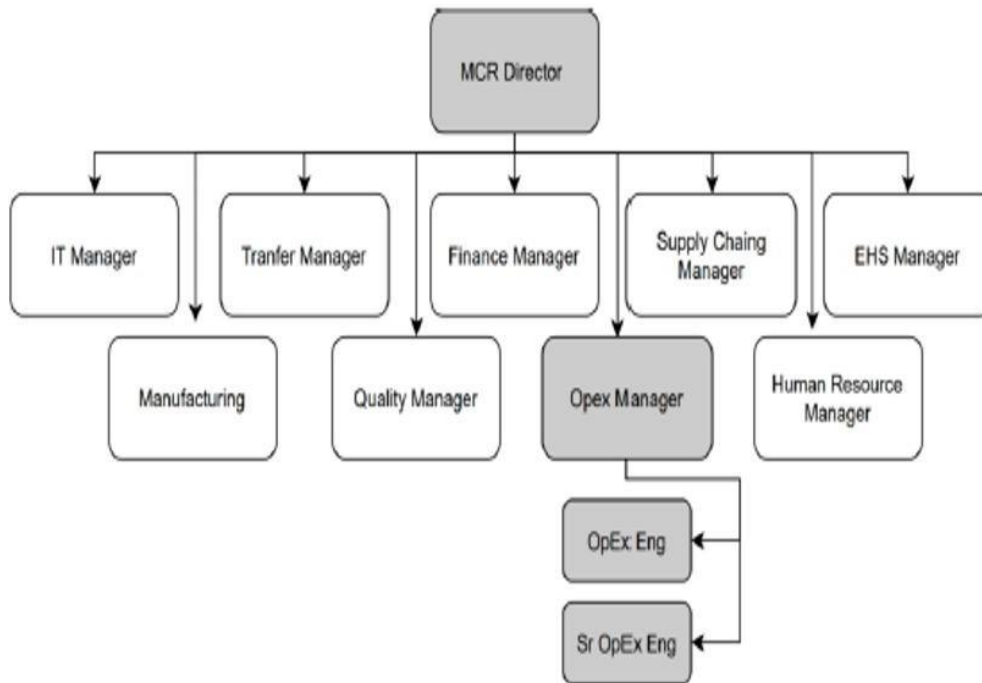 MCR Director
IT Manager
Tranfer Manager
Finance Manager
Supply Chaing
Manager
EHS Manager
Manufacturing
Quality Manager
Opex Manager
Human Resource
Manager
OpEx: Eng
Sr OpEx Eng